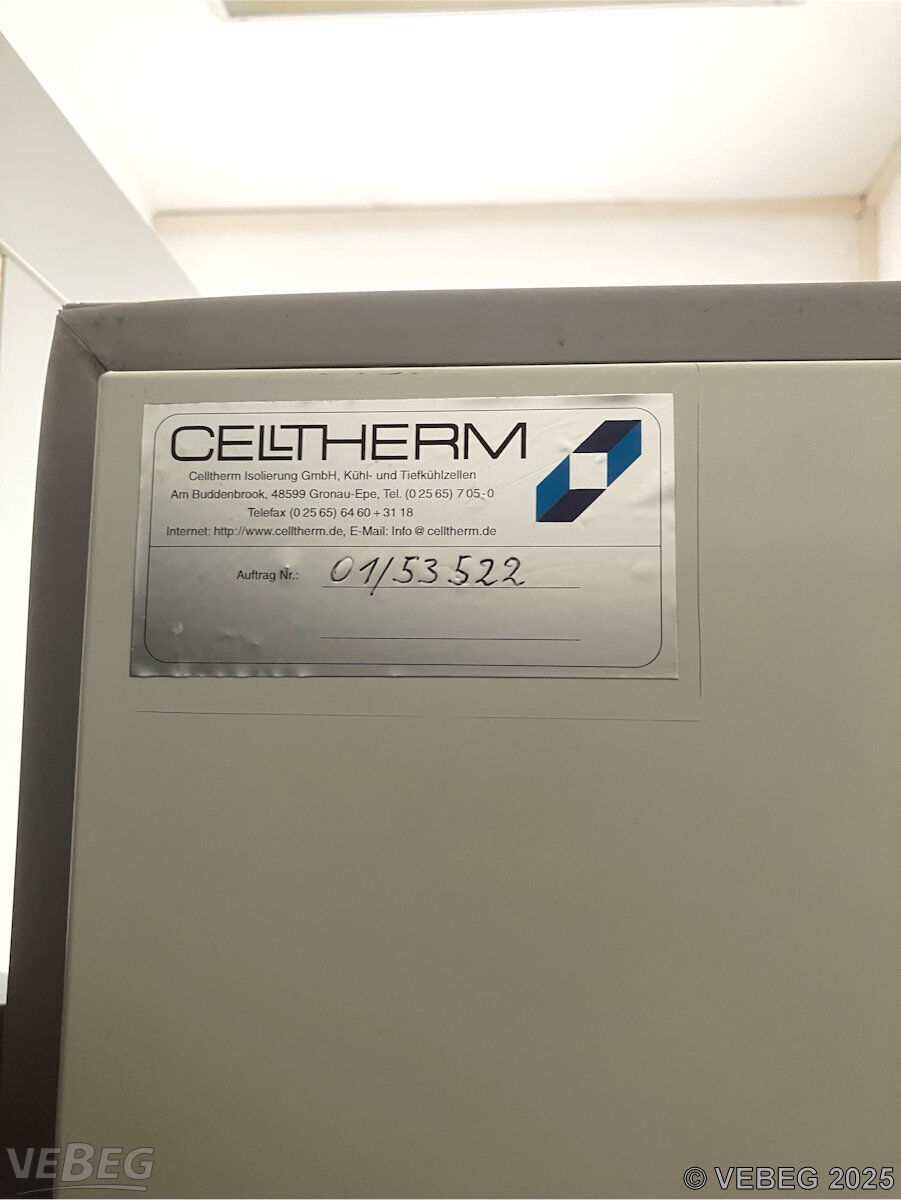 CELLTHERM
Celltherm Isolierung GmbH, Kühl- und Tiefkühlzellen
Am Buddenbrook, 48599 Gronau-Epe, Tel. (0 25 65) 7 05-0
Telefax (0 25 65) 64 60 + 31 18
Internet: http://www.celltherm.de, E-Mail: Info @ celltherm.de
Auftrag Nr.: 01/53522
VEBEG
© VEBEG 2025